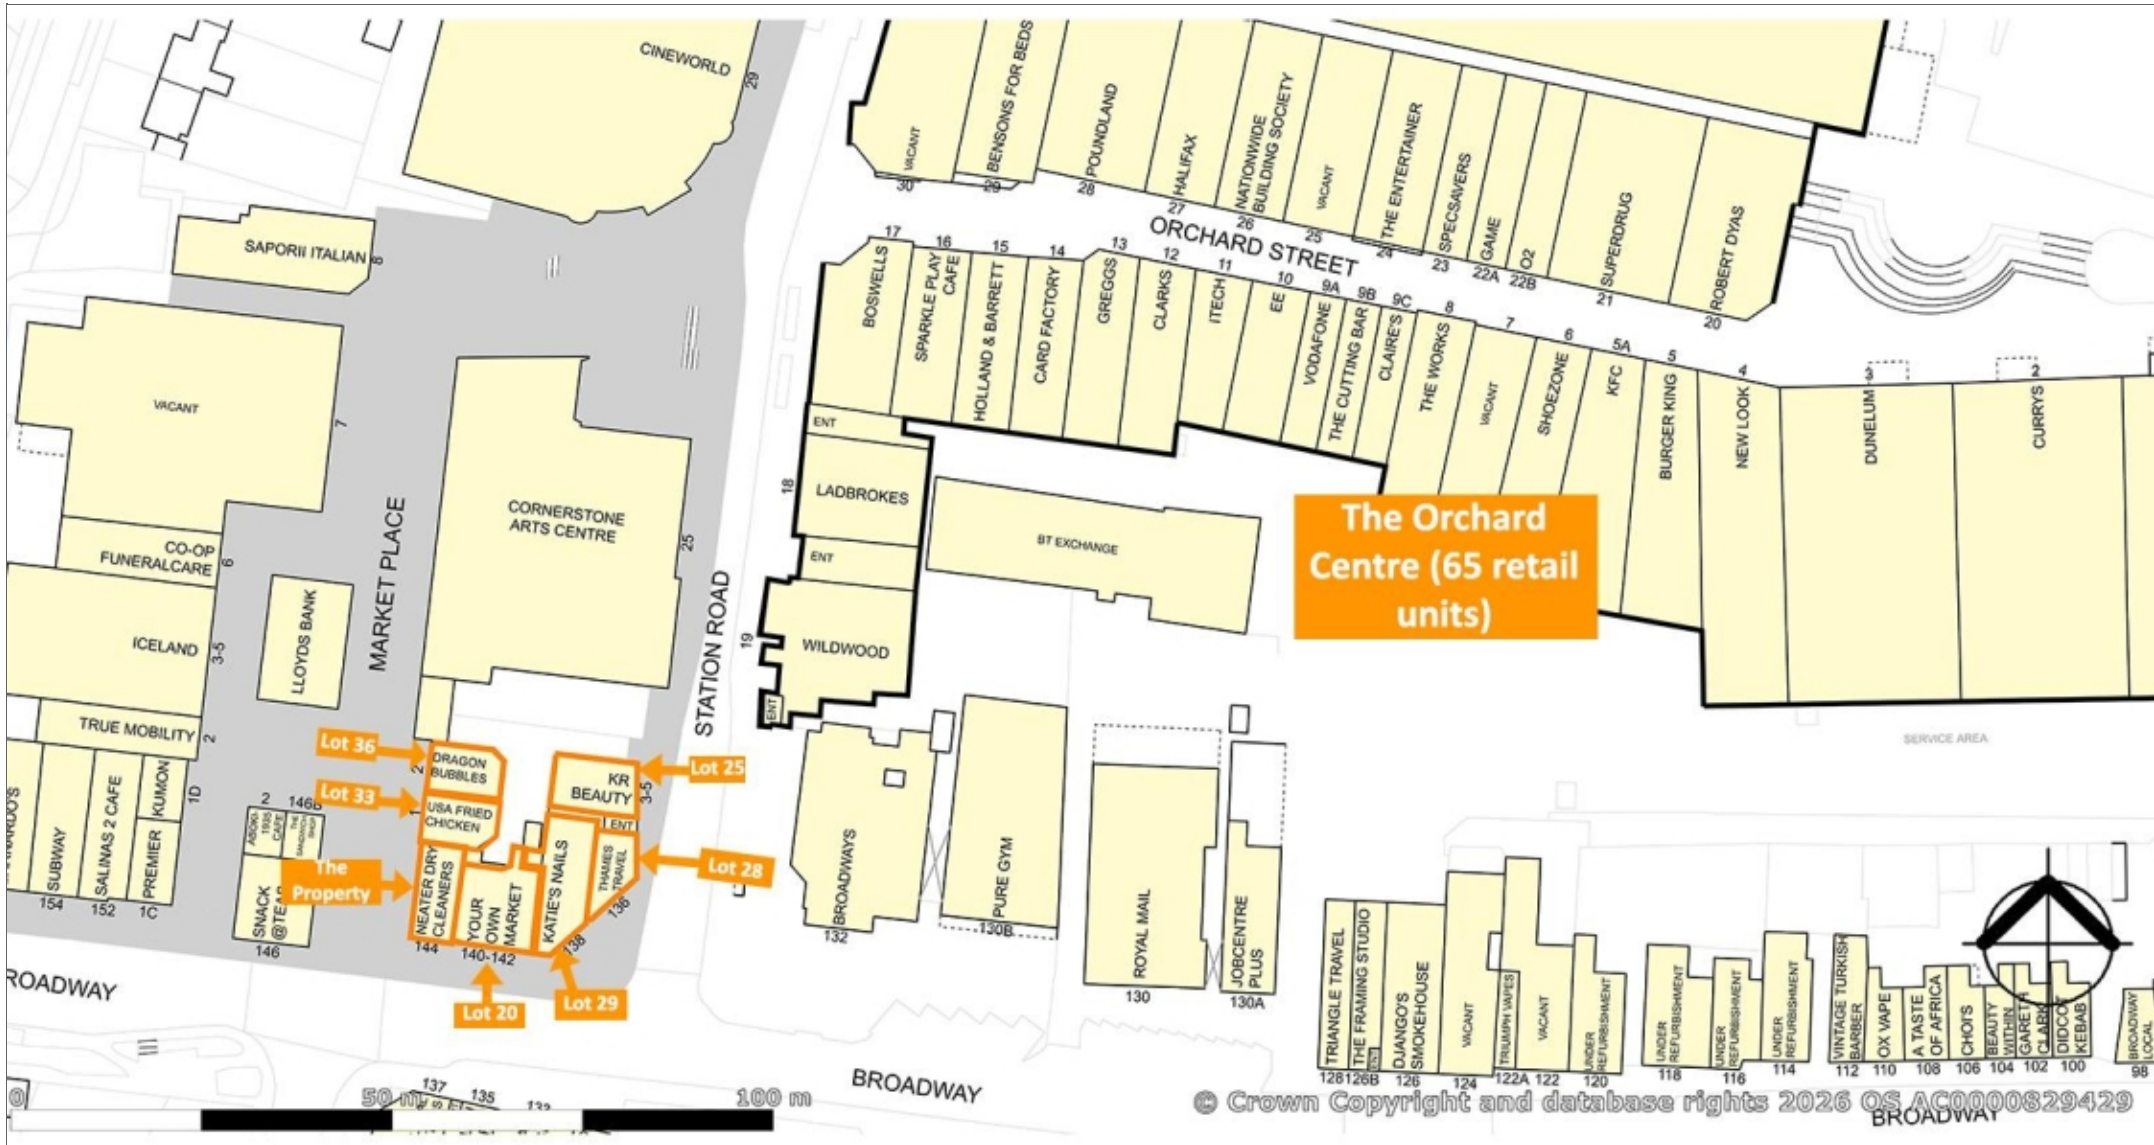 CINEWORLD
29
VACANT
30
BENSONS FOR BEDS
29
POUNDLAND
28
HALIFAX
27
NATIONWIDE
BUILDING SOCIETY
26
VACANT
25
THE ENTERTAINER
24
SPECSAVERS
23
GAME
22A
O2
22B
SUPERDRUG
21
ROBERT DYAS
20
ORCHARD STREET
SAPORII ITALIAN
8
17
BOSWELLS
16
SPARKLE PLAY
CAFE
15
HOLLAND & BARRETT
14
CARD FACTORY
13
GREGGS
12
CLARKS
11
ITECH
10
EE
9A
VODAFONE
9B
THE CUTTING BAR
9C
CLAIRE'S
8
THE WORKS
7
VACANT
6
SHOEZONE
5A
KFC
5
BURGER KING
4
NEW LOOK
3
DUNELUM
2
CURRYS
VACANT
7
CORNERSTONE
ARTS CENTRE
25
ENT
LADBROKES
18
ENT
WILDWOOD
19
ENT
BT EXCHANGE
The Orchard
Centre (65 retail
units)
CO-OP
FUNERALCARE
6
ICELAND
3-5
LLOYDS BANK
MARKET PLACE
STATION ROAD
TRUE MOBILITY
2
SERVICE AREA
Lot 36
DRAGON
BUBBLES
2
Lot 33
USA FRIED
CHICKEN
1
KR
BEAUTY
3-5
Lot 25
ENT
SUBWAY
154
SALINAS 2 CAFE
152
KUMON
1D
PREMIER
1C
2
146B
1935
CAFE
THE
SANDWICH
SHOP
SNACK
146
The
Property
NEATER DRY
CLEANERS
144
YOUR
OWN
MARKET
140-142
KATIE'S NAILS
138
THAMES
TRAVEL
136
Lot 28
Lot 20
Lot 29
BROADWAYS
132
PURE GYM
130B
ROYAL MAIL
130
JOBCENTRE
PLUS
130A
TRIANGLE TRAVEL
128
THE FRAMING STUDIO
126B
ENT
DJANGO'S
SMOKEHOUSE
126
VACANT
124
TRIUMPH VAPES
122A
VACANT
122
UNDER
REFURBISHMENT
120
UNDER
REFURBISHMENT
118
UNDER
REFURBISHMENT
116
UNDER
REFURBISHMENT
114
VINTAGE TURKISH
BARBER
112
OX VAPE
110
A TASTE
OF AFRICA
108
CHOI'S
106
BEAUTY
WITHIN
104
GARETH
CLARK
102
DIDCOT
KEBAB
100
BROADWAY
LOCAL
98
ROADWAY
BROADWAY
BROADWAY
137
135
133
0
50 m
100 m
© Crown Copyright and database rights 2026 OS AC0000829429